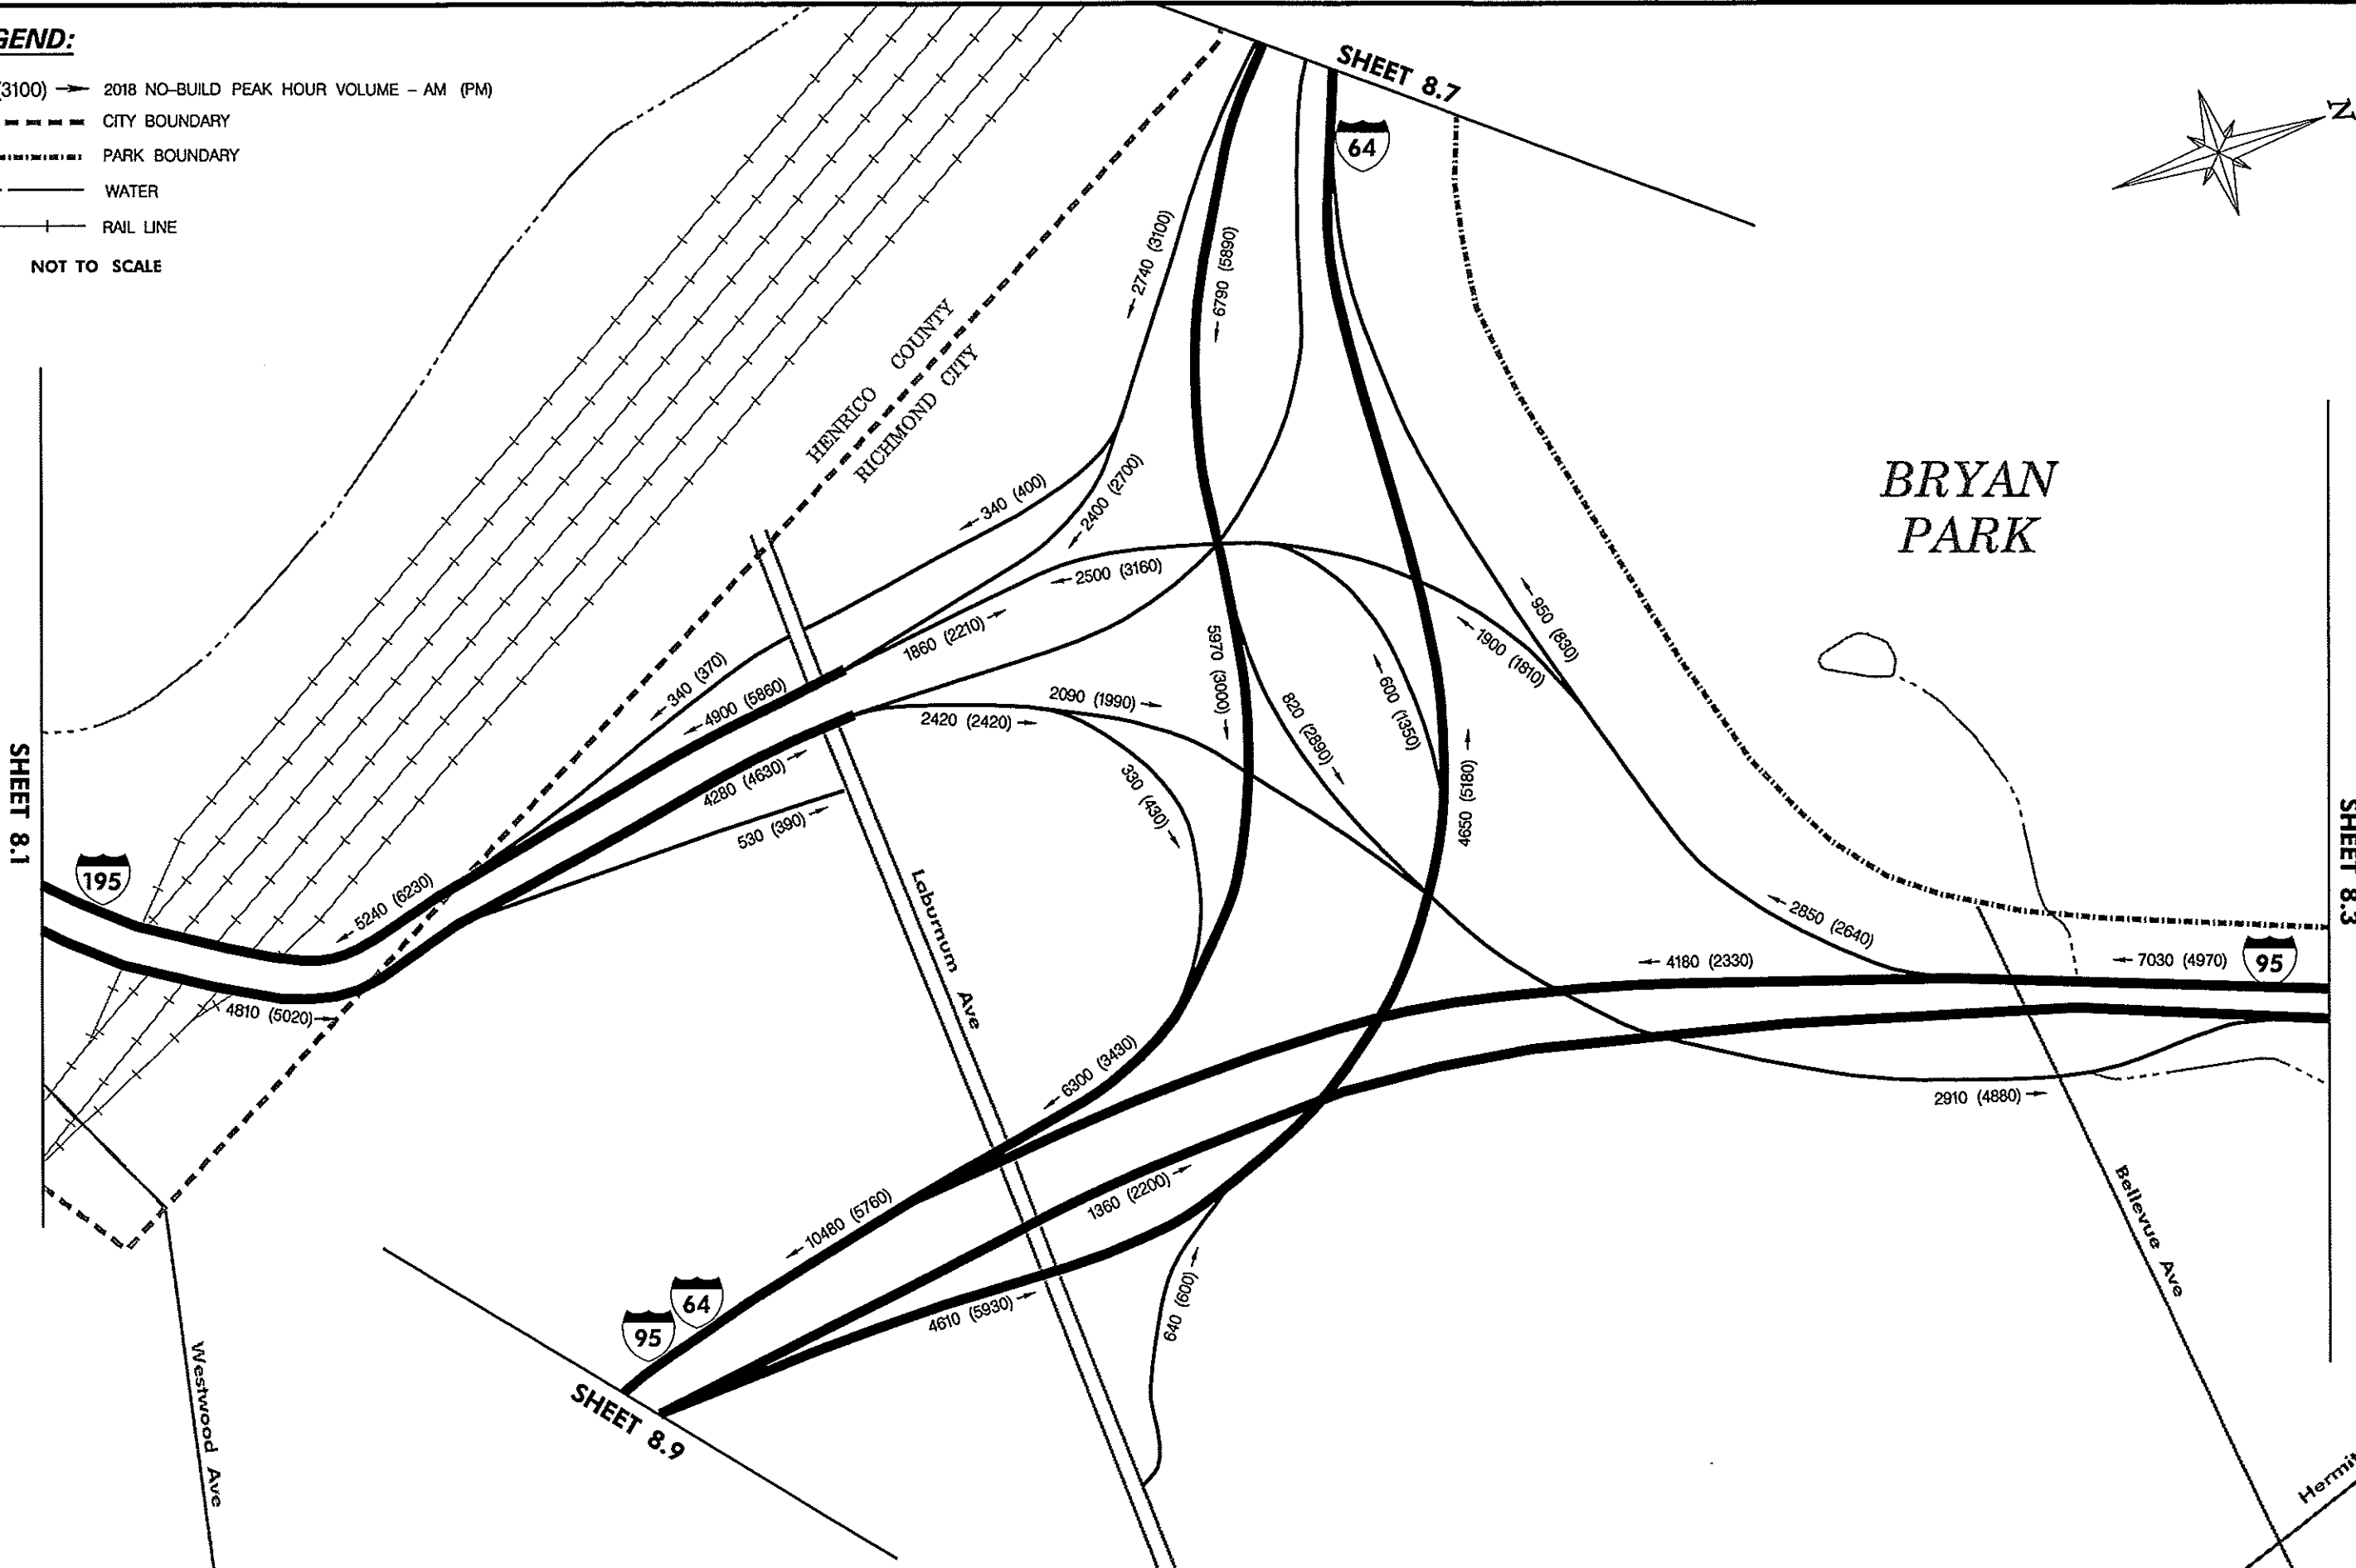 GEND:
(3100) 2018 NO-BUILD PEAK HOUR VOLUME - AM (PM)
CITY BOUNDARY
PARK BOUNDARY
WATER
RAIL LINE
NOT TO SCALE
SHEET 8.7
64
N
2740 (3100)
6790 (5890)
HENRICO COUNTY
RICHMOND CITY
BRYAN
PARK
340 (400)
2400 (2700)
2500 (3160)
1860 (2210)
5970 (3000)
950 (830)
1900 (1810)
340 (370)
4900 (5860)
2090 (1990)
2420 (2420)
820 (2890)
600 (1350)
4650 (5180)
4280 (4630)
330 (430)
530 (390)
SHEET 8.1
195
5240 (6230)
4810 (5020)
Laburnum Ave
2850 (2640)
4180 (2330)
7030 (4970)
95
SHEET 8.3
6300 (3430)
2910 (4880)
10480 (5760)
1360 (2200)
Bellevue Ave
64
95
4610 (5930)
640 (600)
SHEET 8.9
Westwood Ave
Hermit